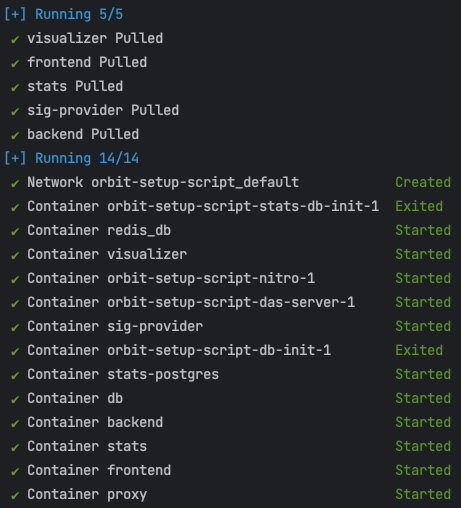 [+] Running 5/5
✔ visualizer Pulled
✔ frontend Pulled
✔ stats Pulled
✔ sig-provider Pulled
✔ backend Pulled
[+] Running 14/14
✔ Network orbit-setup-script_default Created
✔ Container orbit-setup-script-stats-db-init-1 Exited
✔ Container redis_db Started
✔ Container visualizer Started
✔ Container orbit-setup-script-nitro-1 Started
✔ Container orbit-setup-script-das-server-1 Started
✔ Container sig-provider Started
✔ Container orbit-setup-script-db-init-1 Exited
✔ Container stats-postgres Started
✔ Container db Started
✔ Container backend Started
✔ Container stats Started
✔ Container frontend Started
✔ Container proxy Started